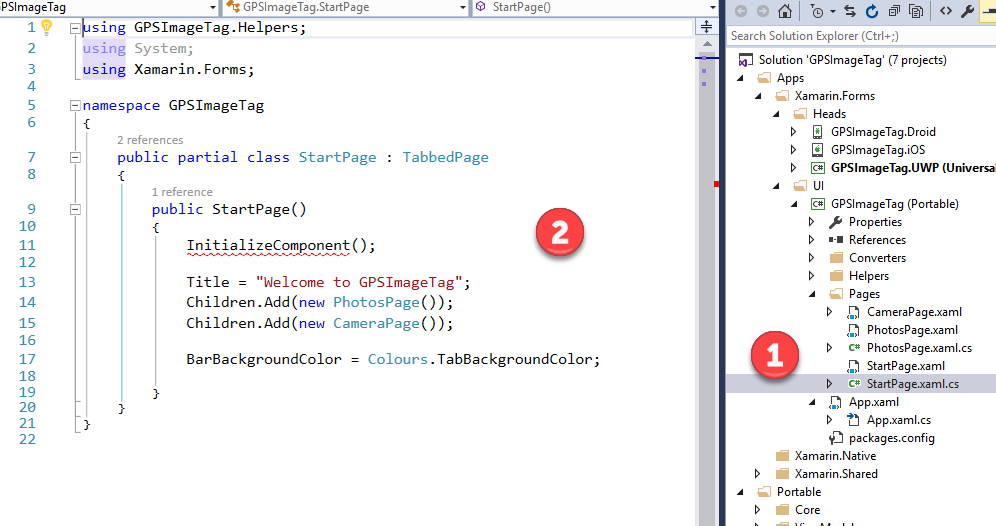 GPSImageTag
GPSImageTag.StartPage
StartPage()
1 using GPSImageTag.Helpers;
2 using System;
3 using Xamarin.Forms;
4
5 namespace GPSImageTag
6 {
2 references
7 public partial class StartPage : TabbedPage
8 {
1 reference
9 public StartPage()
10 {
11 InitializeComponent();
12
13 Title = "Welcome to GPSImageTag";
14 Children.Add(new PhotosPage());
15 Children.Add(new CameraPage());
16
17 BarBackgroundColor = Colours.TabBackgroundColor;
18
19 }
20 }
21 }
22
2
Search Solution Explorer (Ctrl+;)
Solution 'GPSImageTag' (7 projects)
Apps
Xamarin.Forms
Heads
GPSImageTag.Droid
GPSImageTag.iOS
GPSImageTag.UWP (Universa
UI
GPSImageTag (Portable)
Properties
References
Converters
Helpers
Pages
CameraPage.xaml
PhotosPage.xaml
PhotosPage.xaml.cs
StartPage.xaml
1
StartPage.xaml.cs
App.xaml
App.xaml.cs
packages.config
Xamarin.Native
Xamarin.Shared
Portable
Core